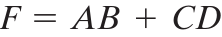 F = AB + CD